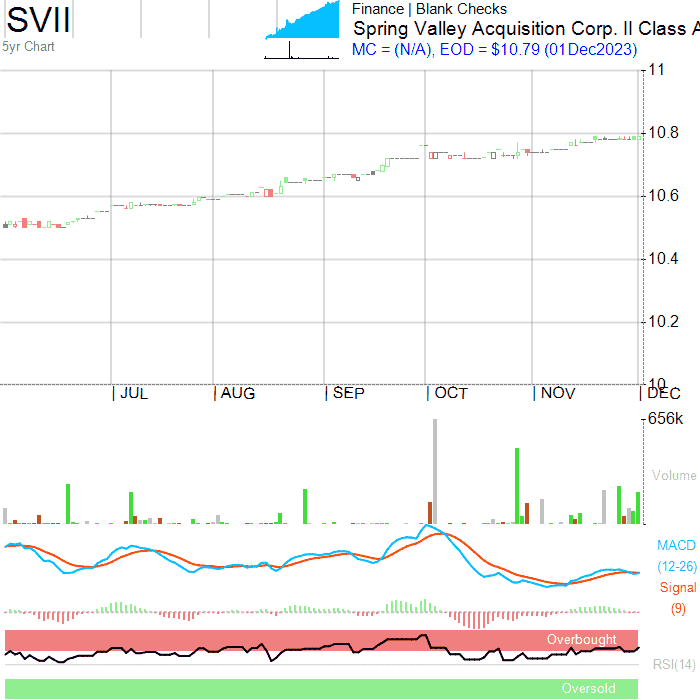 SVII
5yr Chart
Finance | Blank Checks
Spring Valley Acquisition Corp. II Class A
MC = (N/A), EOD = $10.79 (01Dec2023)
11
10.8
10.6
10.4
10.2
10
| JUL | AUG | SEP | OCT | NOV | DEC
656k
Volume
MACD
(12-26)
Signal
(9)
Overbought
RSI(14)
Oversold